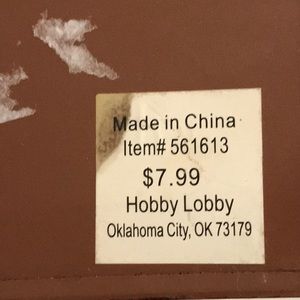 Made in China
Item# 561613
$7.99
Hobby Lobby
Oklahoma City, OK 73179